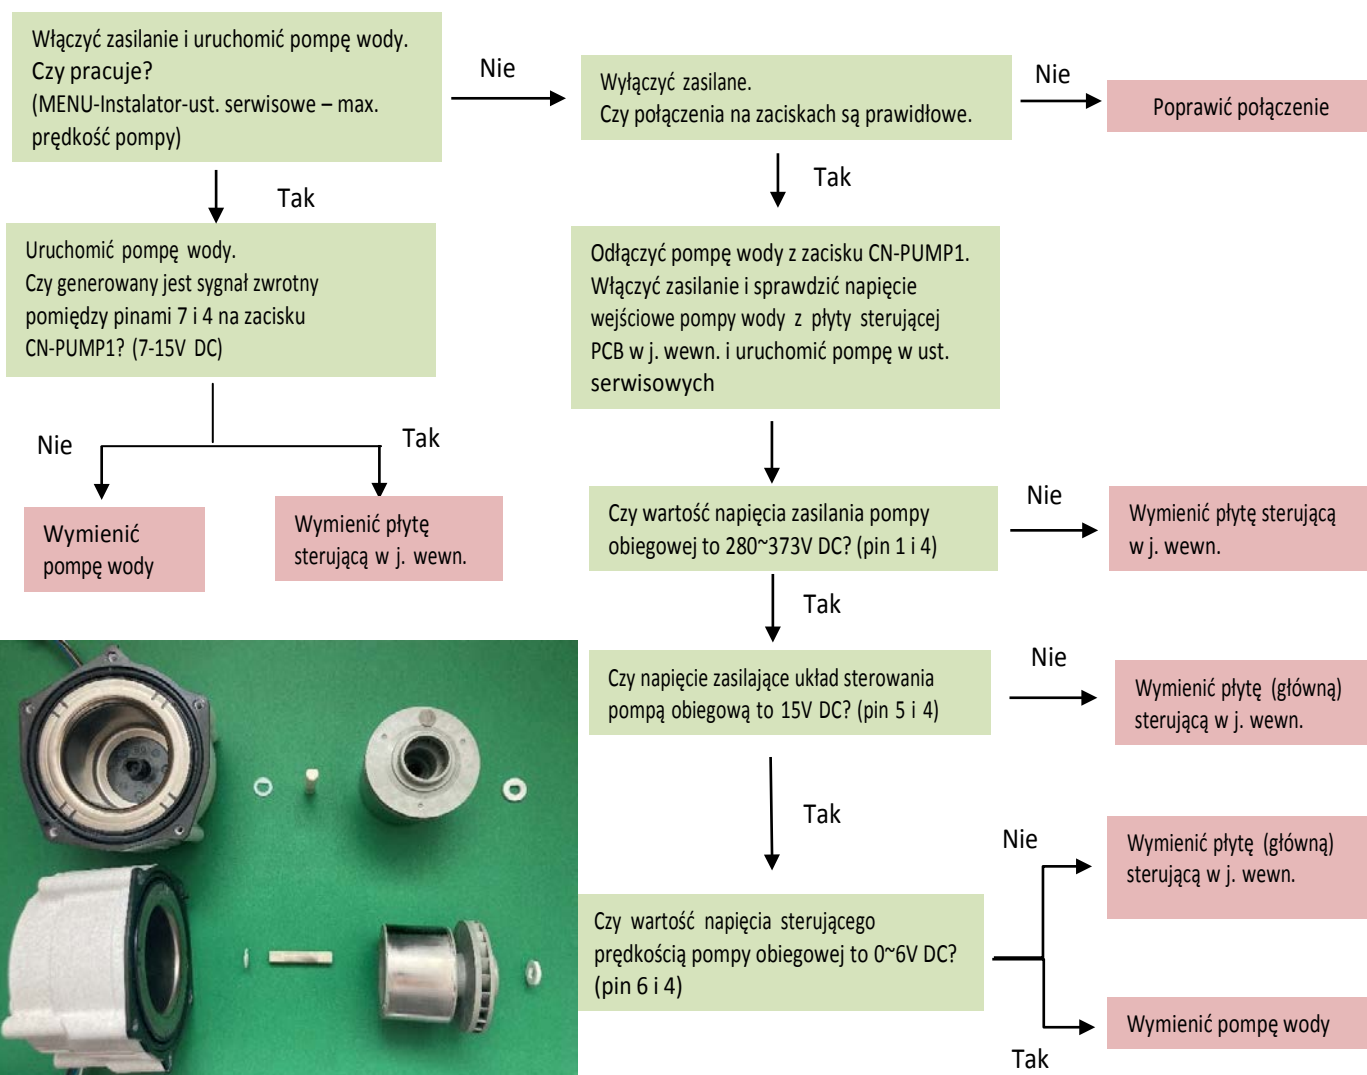 Włączyć zasilanie i uruchomić pompę wody.
Czy pracuje?
(MENU-Instalator-ust. serwisowe – max.
prędkość pompy)
Nie
Wyłączyć zasilane.
Czy połączenia na zaciskach są prawidłowe.
Nie
Poprawić połączenie
Tak
Tak
Uruchomić pompę wody.
Czy generowany jest sygnał zwrotny
pomiędzy pinami 7 i 4 na zacisku
CN-PUMP1? (7-15V DC)
Odłączyć pompę wody z zacisku CN-PUMP1.
Włączyć zasilanie i sprawdzić napięcie
wejściowe pompy wody z płyty sterującej
PCB w j. wewn. i uruchomić pompę w ust.
serwisowych
Nie
Tak
Wymienić
pompę wody
Wymienić płytę
sterującą w j. wewn.
Czy wartość napięcia zasilania pompy
obiegowej to 280~373V DC? (pin 1 i 4)
Nie
Wymienić płytę sterującą
w j. wewn.
Tak
Czy napięcie zasilające układ sterowania
pompą obiegową to 15V DC? (pin 5 i 4)
Nie
Wymienić płytę (główną)
sterującą w j. wewn.
Tak
Czy wartość napięcia sterującego
prędkością pompy obiegowej to 0~6V DC?
(pin 6 i 4)
Nie
Wymienić płytę (główną)
sterującą w j. wewn.
Tak
Wymienić pompę wody